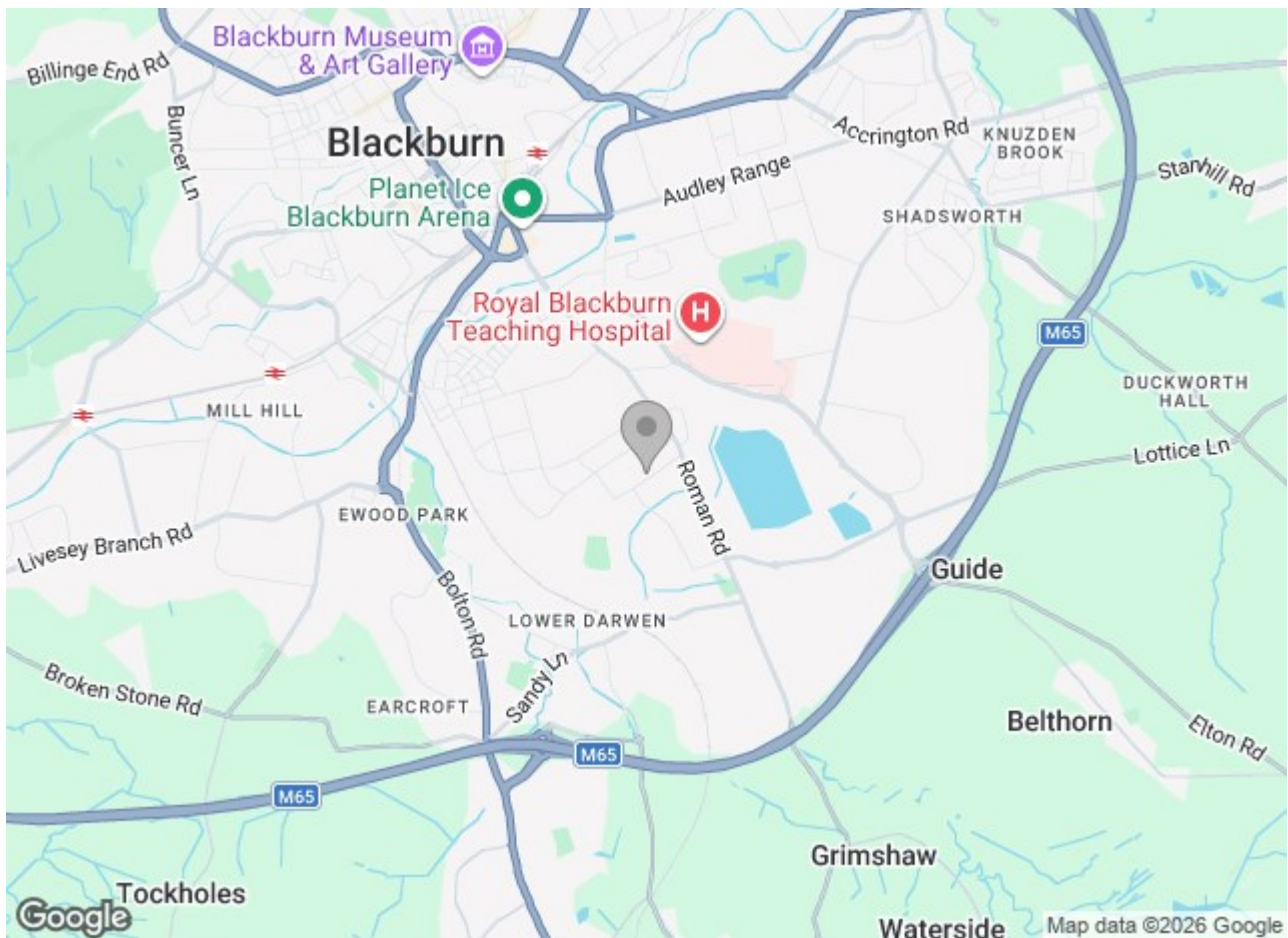 Blackburn Museum
& Art Gallery
Billinge End Rd
Buncer Ln
Blackburn
Accrington Rd
KNUZDEN
BROOK
Audley Range
Stanhill Rd
Planet Ice
Blackburn Arena
SHADSWORTH
Royal Blackburn
Teaching Hospital
H
M65
DUCKWORTH
HALL
MILL HILL
Lottice Ln
Roman Rd
EWOOD PARK
Livesey Branch Rd
Guide
Bolton Rd
LOWER DARWEN
Sandy Ln
Broken Stone Rd
EARCROFT
Belthorn
Elton Rd
M65
M65
Grimshaw
Tockholes
Waterside
Google
Map data ©2026 Google